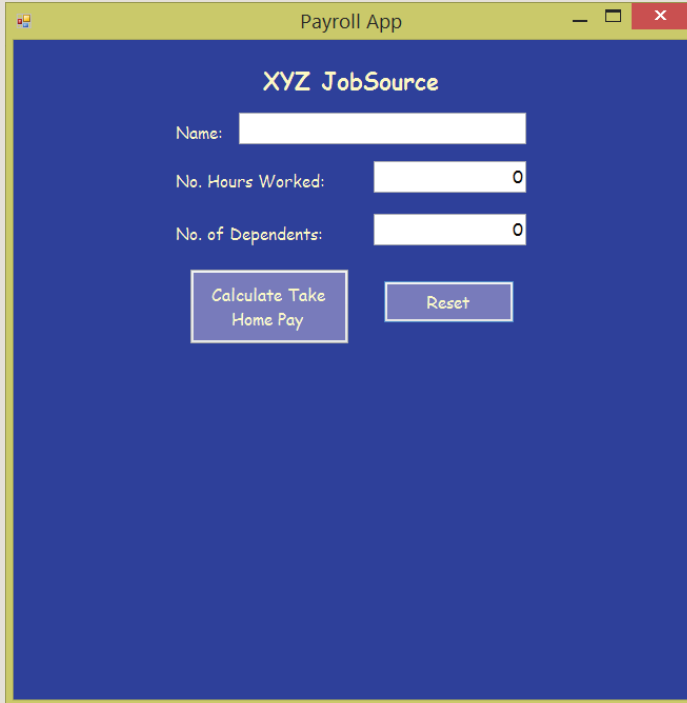 Payroll App
XYZ JobSource
Name:
No. Hours Worked: 0
No. of Dependents: 0
Calculate Take
Home Pay
Reset